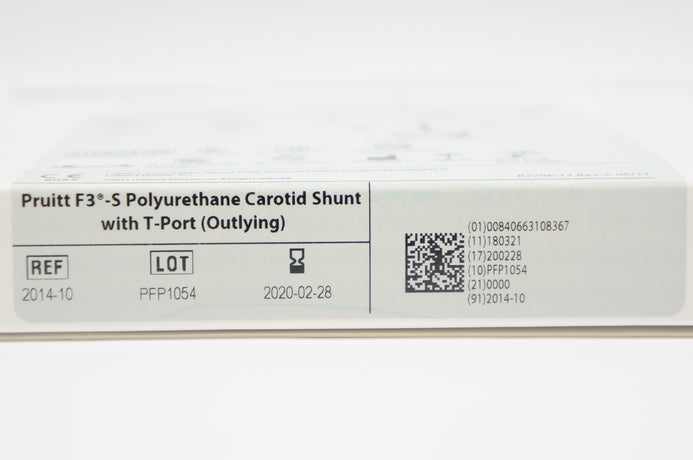 Pruitt F3®-S Polyurethane Carotid Shunt
with T-Port (Outlying)
REF
LOT
2014-10
PFP1054
2020-02-28
(01)00840663108367
(11)180321
(17)200228
(10)PFP1054
(21)0000
(91)2014-10